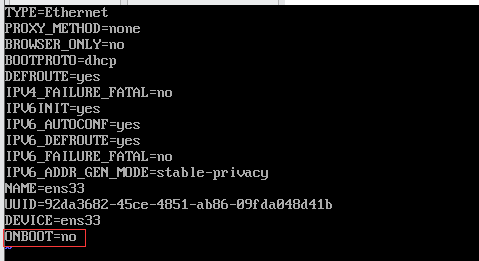 TYPE=Ethernet
PROXY_METHOD=none
BROWSER_ONLY=no
BOOTPROTO=dhcp
DEFROUTE=yes
IPV4_FAILURE_FATAL=no
IPV6INIT=yes
IPV6_AUTOCONF=yes
IPV6_DEFROUTE=yes
IPV6_FAILURE_FATAL=no
IPV6_ADDR_GEN_MODE=stable-privacy
NAME=ens33
UUID=92da3682-45ce-4851-ab86-09fda048d41b
DEVICE=ens33
ONBOOT=no